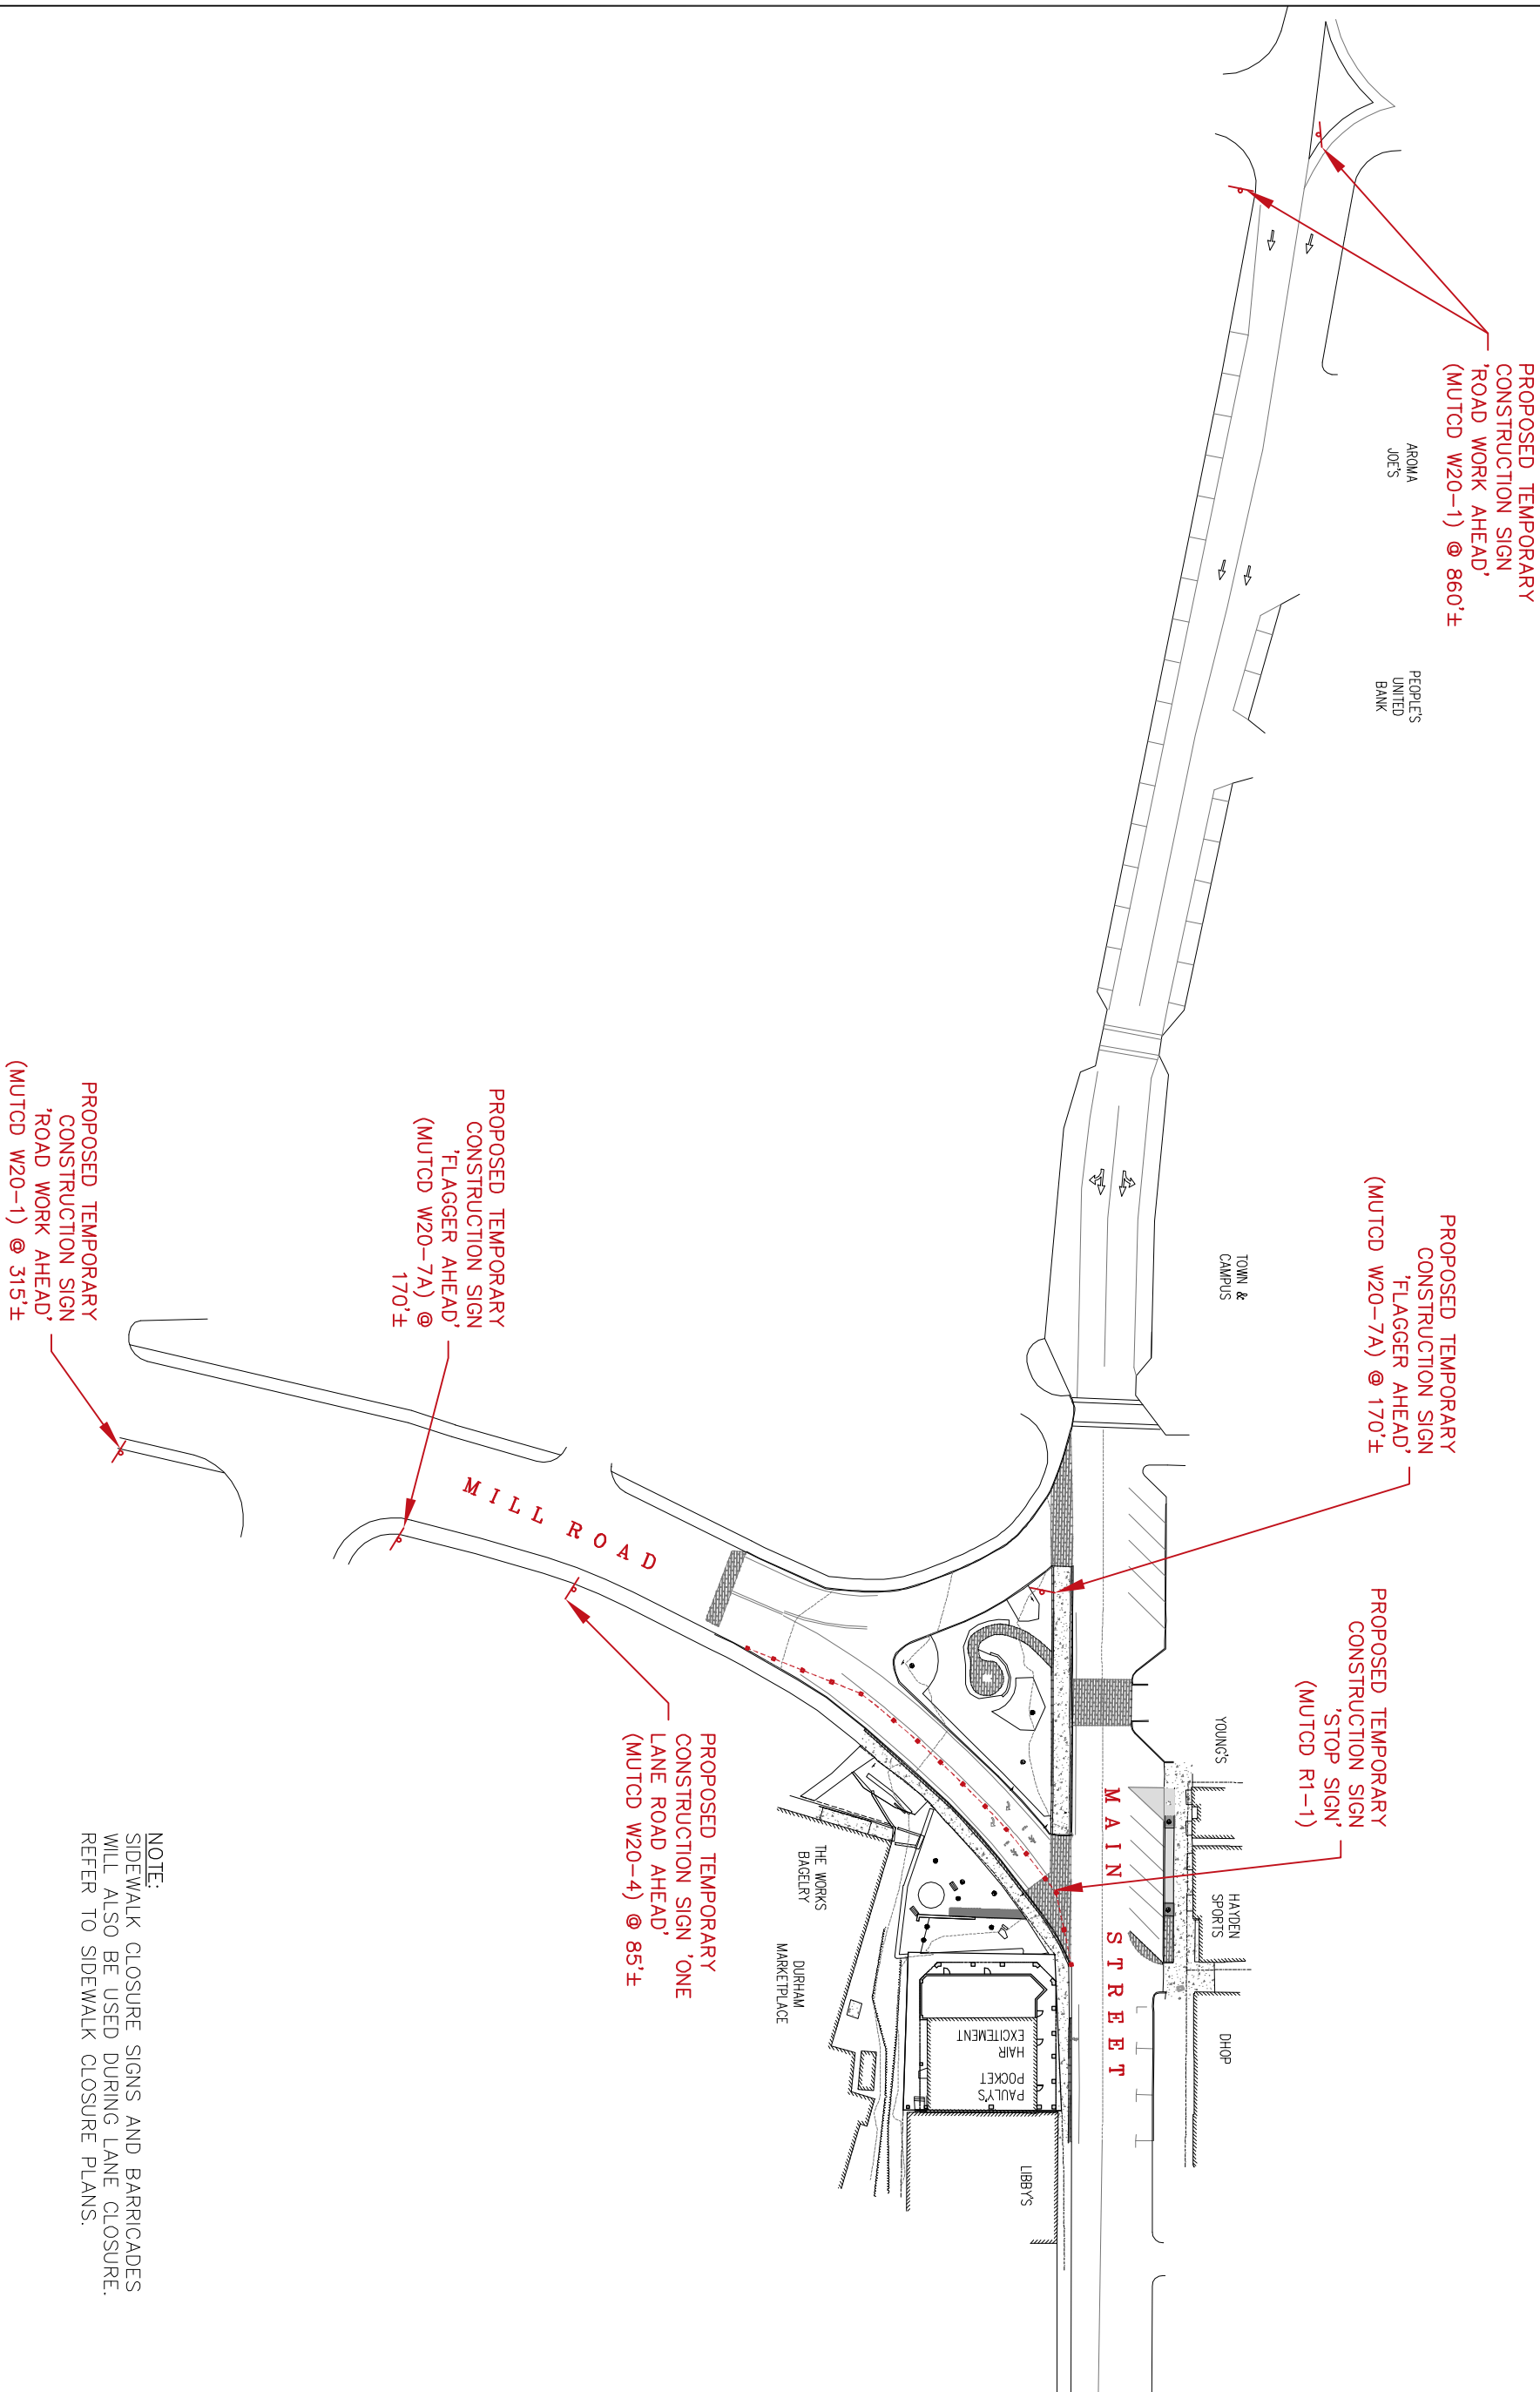 PROPOSED TEMPORARY
CONSTRUCTION SIGN
'ROAD WORK AHEAD'
(MUTCD W20-1) @ 860'±
AROMA
JOE'S
PEOPLE'S
UNITED
BANK
PROPOSED TEMPORARY
CONSTRUCTION SIGN
'FLAGGER AHEAD'
(MUTCD W20-7A) @ 170'±
TOWN &
CAMPUS
PROPOSED TEMPORARY
CONSTRUCTION SIGN
'STOP SIGN'
(MUTCD R1-1)
YOUNG'S
HAYDEN
SPORTS
DHOP
MAIN STREET
LIBBY'S
PAULY'S
POCKET
HAIR
EXCITEMENT
THE WORKS
BAGELRY
DURHAM
MARKETPLACE
PROPOSED TEMPORARY
CONSTRUCTION SIGN 'ONE
LANE ROAD AHEAD'
(MUTCD W20-4) @ 85'±
MILL ROAD
PROPOSED TEMPORARY
CONSTRUCTION SIGN
'FLAGGER AHEAD'
(MUTCD W20-7A) @
170'±
PROPOSED TEMPORARY
CONSTRUCTION SIGN
'ROAD WORK AHEAD'
(MUTCD W20-1) @ 315'±
NOTE:
SIDEWALK CLOSURE SIGNS AND BARRICADES
WILL ALSO BE USED DURING LANE CLOSURE.
REFER TO SIDEWALK CLOSURE PLANS.